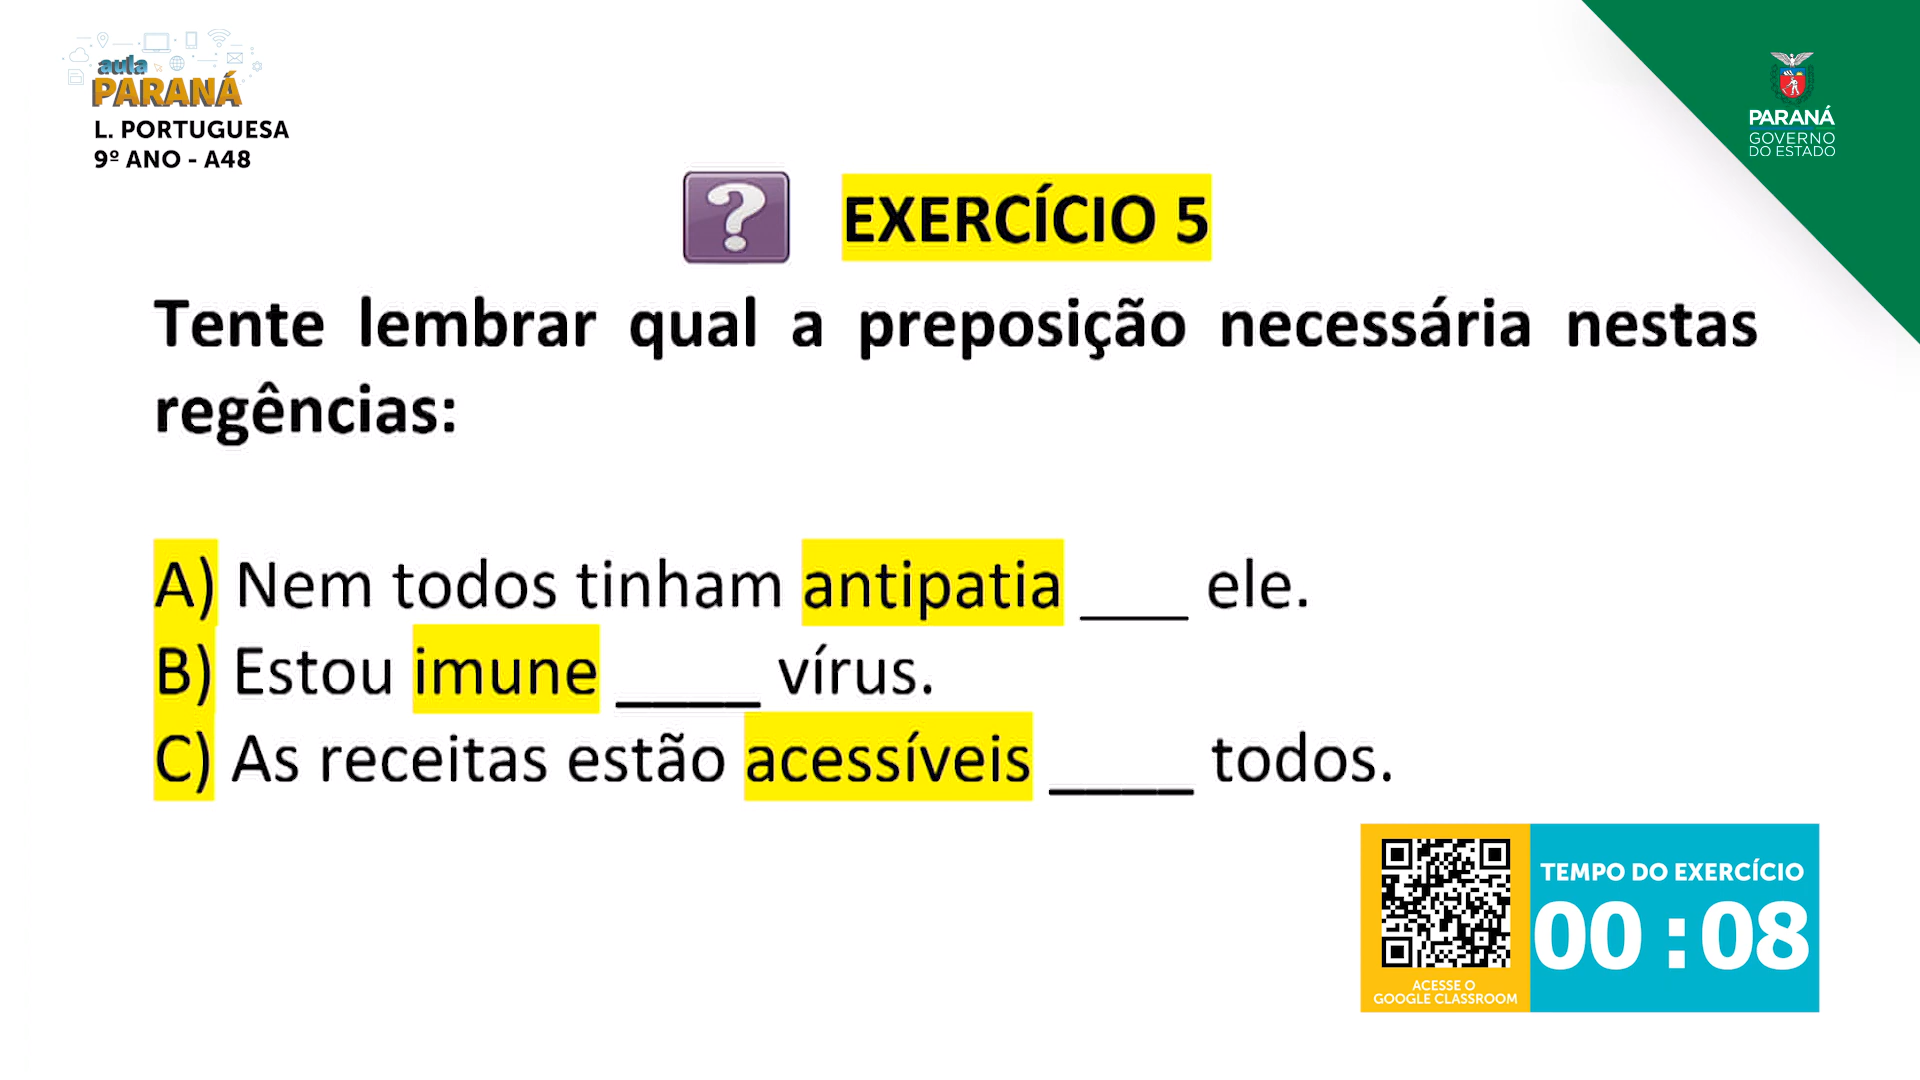 aula
PARANÁ
L. PORTUGUESA
9º ANO - A48
PARANÁ
GOVERNO
DO ESTADO
? EXERCÍCIO 5
Tente lembrar qual a preposição necessária nestas
regências:
A) Nem todos tinham antipatia ___ ele.
B) Estou imune ____ vírus.
C) As receitas estão acessíveis ____ todos.
TEMPO DO EXERCÍCIO
00:08
ACESSE O
GOOGLE CLASSROOM